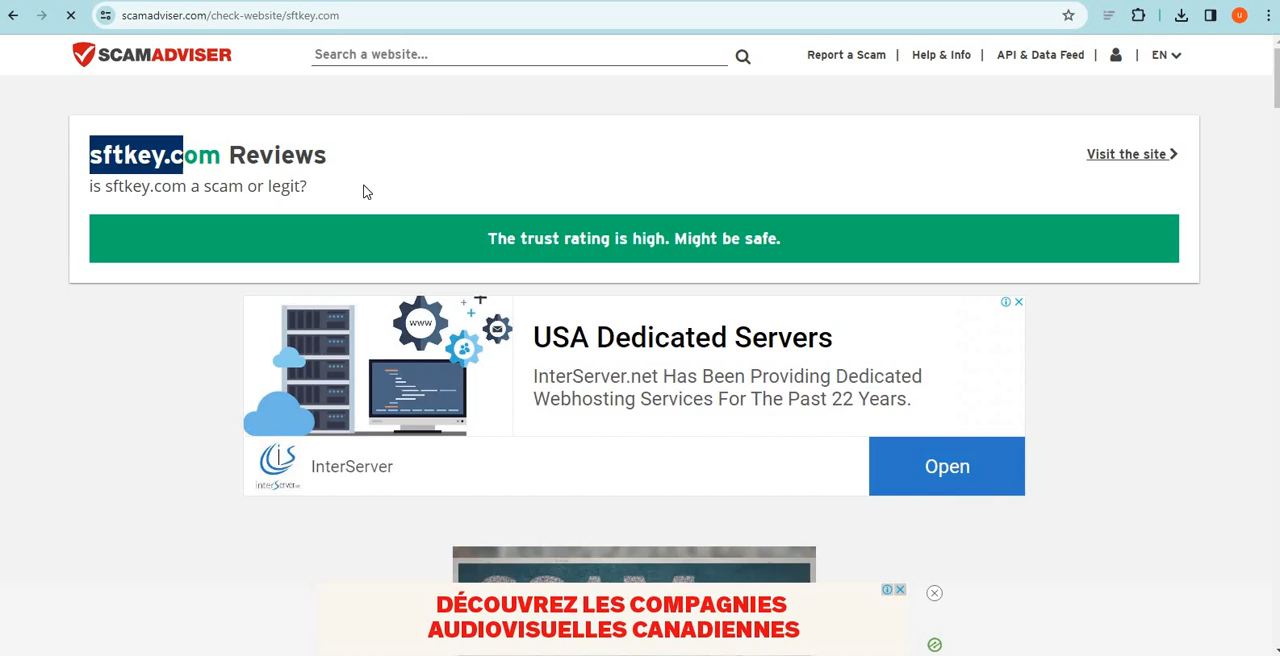 scamadviser.com/check-website/sftkey.com
u
SCAMADVISER
Search a website...
Report a Scam | Help & Info | API & Data Feed | | EN
sftkey.com Reviews
Visit the site
is sftkey.com a scam or legit?
The trust rating is high. Might be safe.
www
USA Dedicated Servers
InterServer.net Has Been Providing Dedicated
Webhosting Services For The Past 22 Years.
InterServer
InterServer
Open
DÉCOUVREZ LES COMPAGNIES
AUDIOVISUELLES CANADIENNES